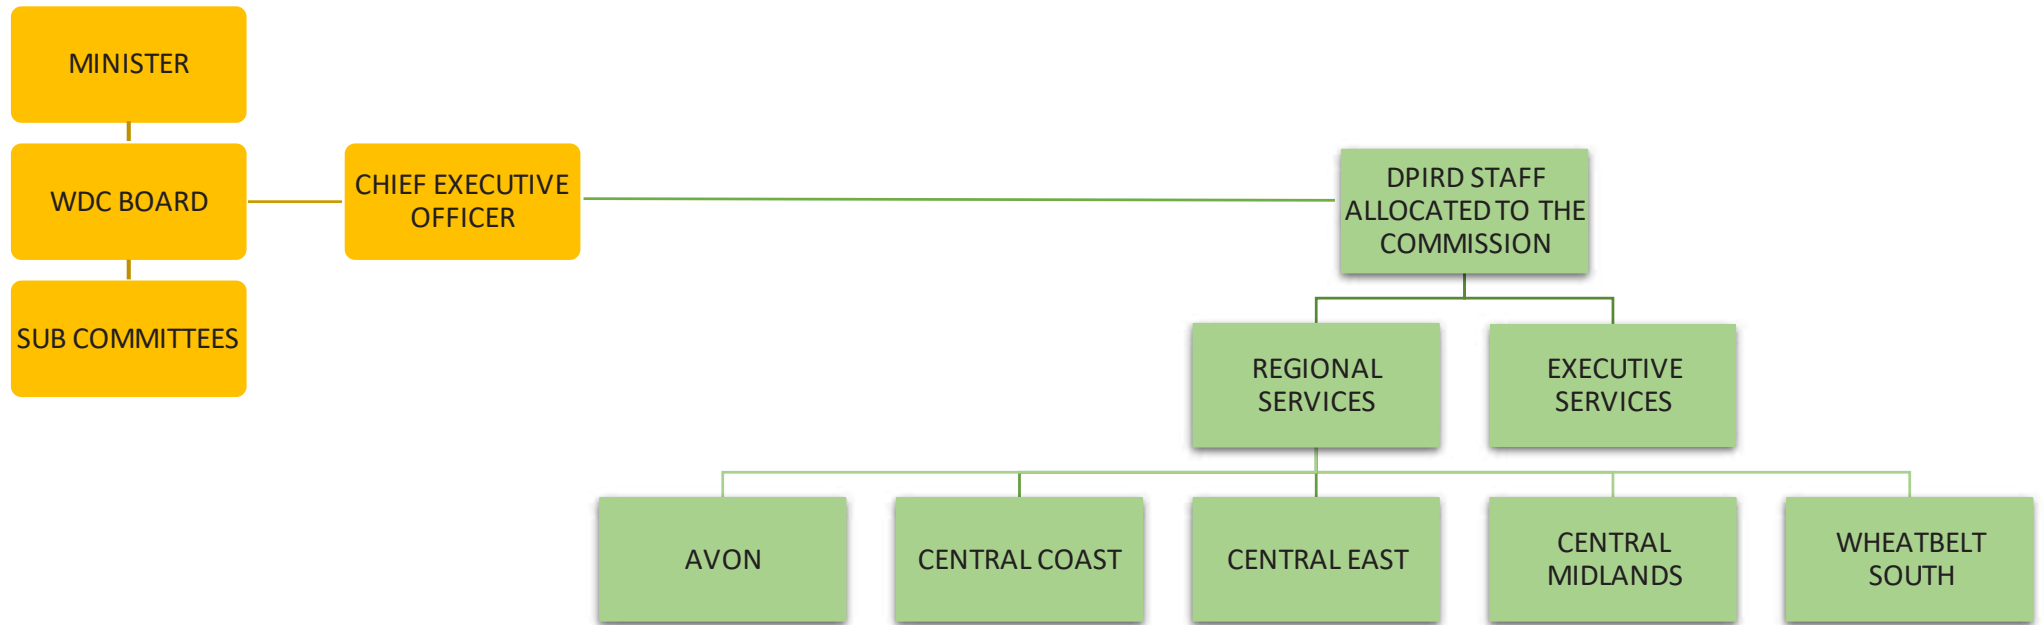 MINISTER
WDC BOARD
CHIEF EXECUTIVE
OFFICER
DPIRD STAFF
ALLOCATED TO THE
COMMISSION
SUB COMMITTEES
REGIONAL
SERVICES
EXECUTIVE
SERVICES
AVON
CENTRAL COAST
CENTRAL EAST
CENTRAL
MIDLANDS
WHEATBELT
SOUTH